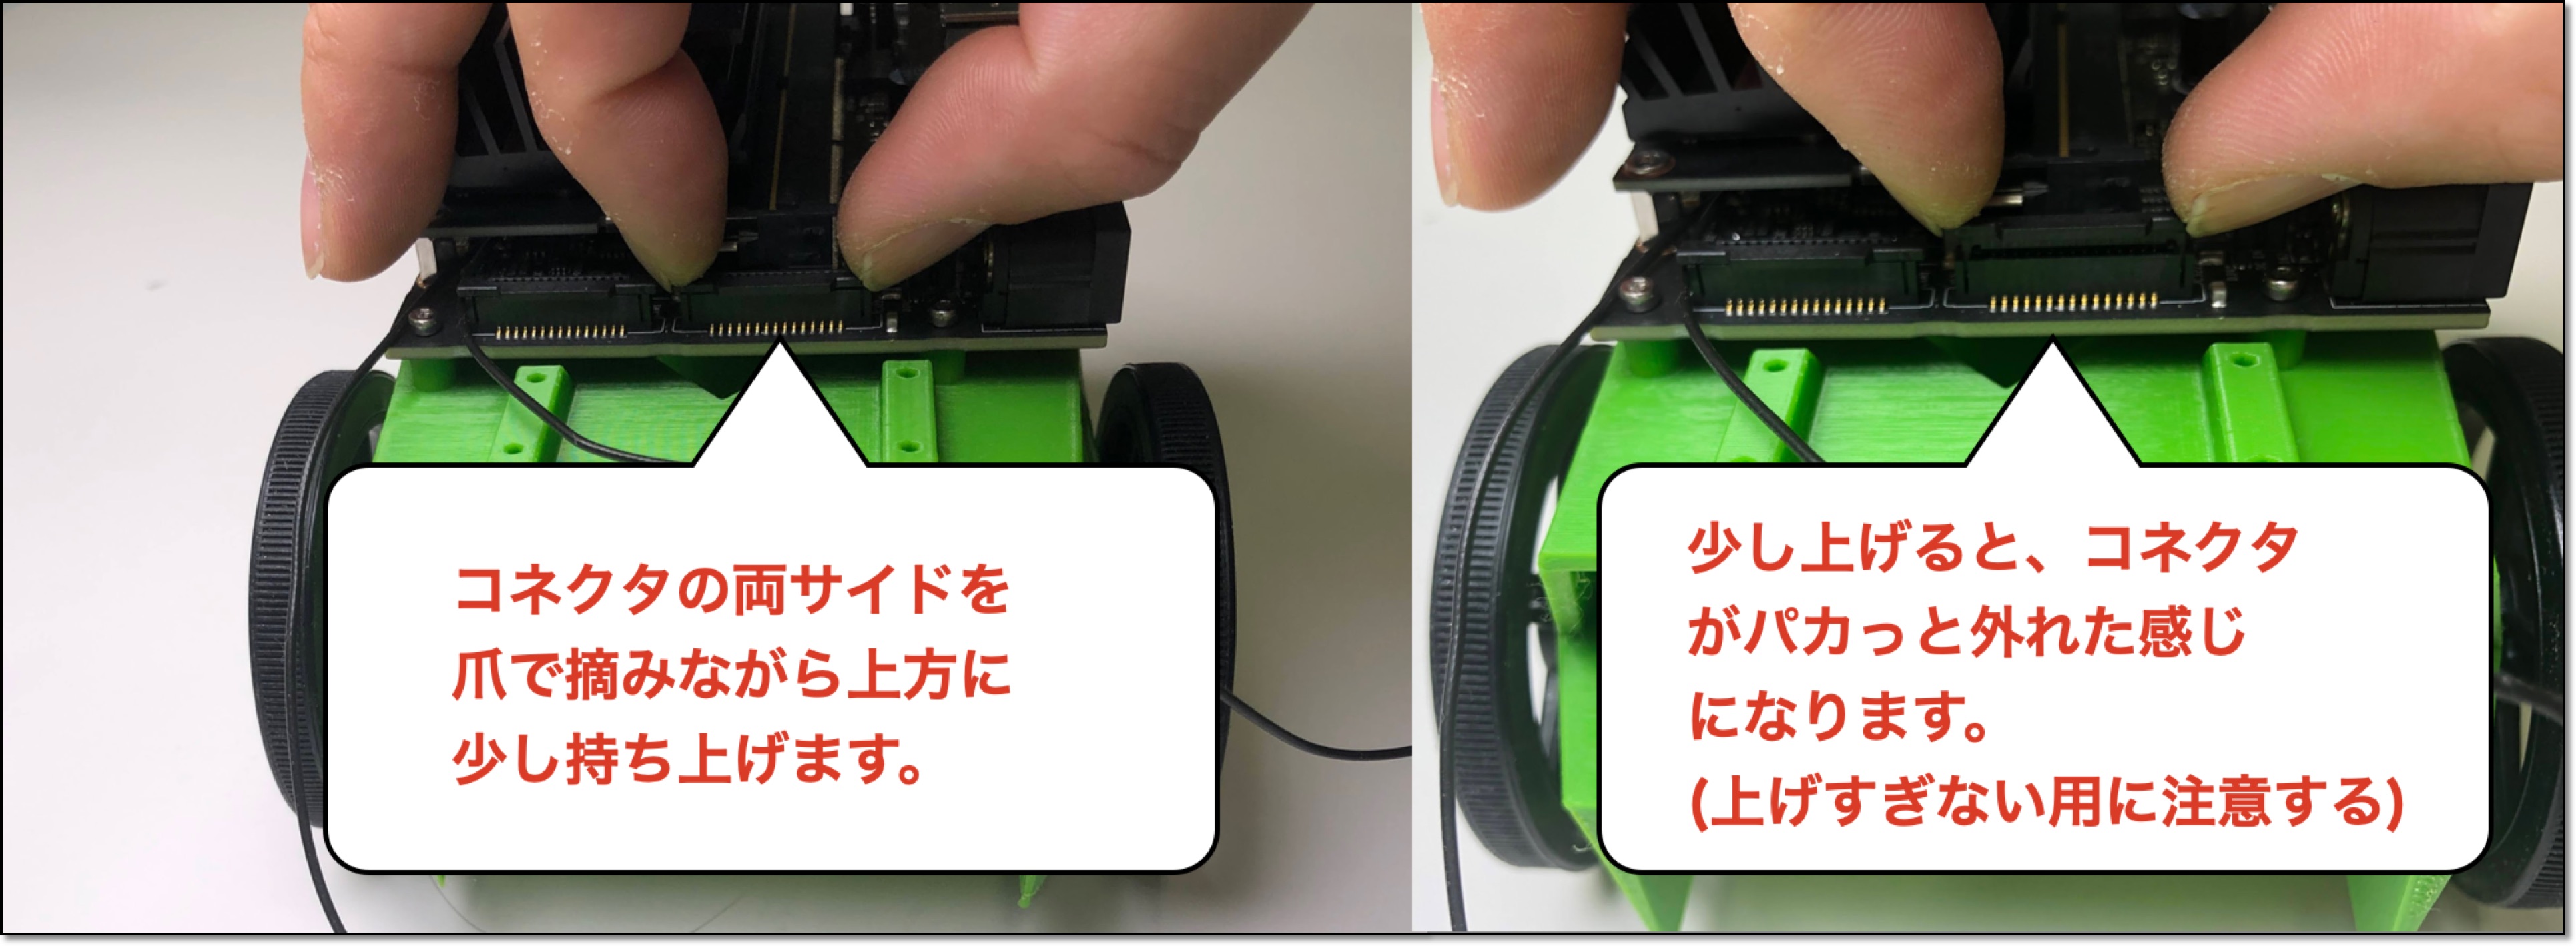 コネクタの両サイドを
爪で摘みながら上方に
少し持ち上げます。
少し上げると、コネクタ
がパカっと外れた感じ
になります。
(上げすぎない用に注意する)